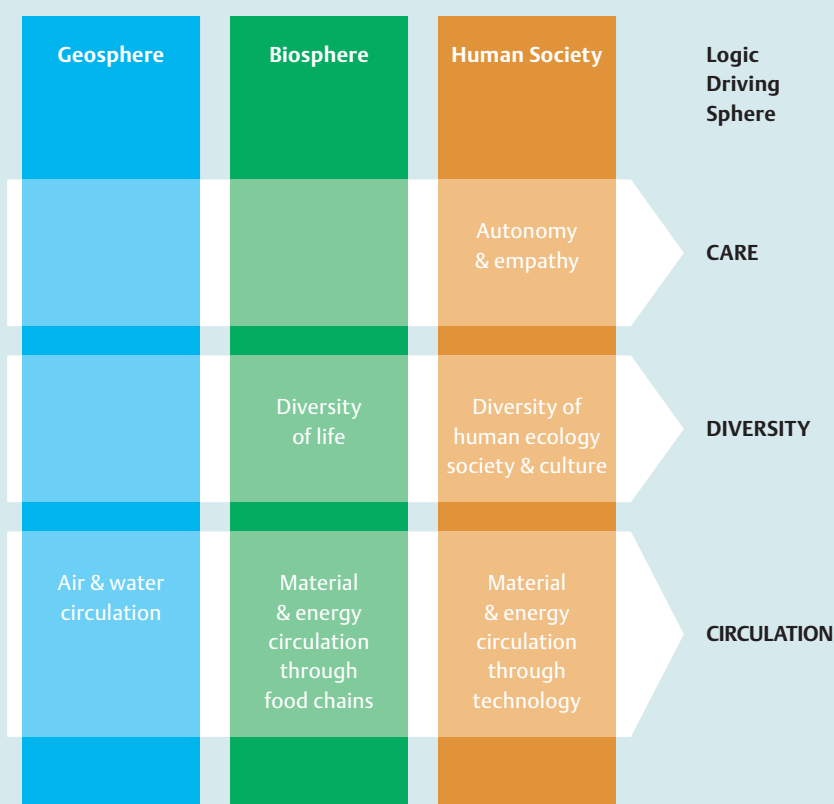 Geosphere
Biosphere
Human Society
Logic
Driving
Sphere
Autonomy
& empathy
CARE
Diversity
of life
Diversity of
human ecology
society & culture
DIVERSITY
Air & water
circulation
Material
& energy
circulation
through
food chains
Material
& energy
circulation
through
technology
CIRCULATION